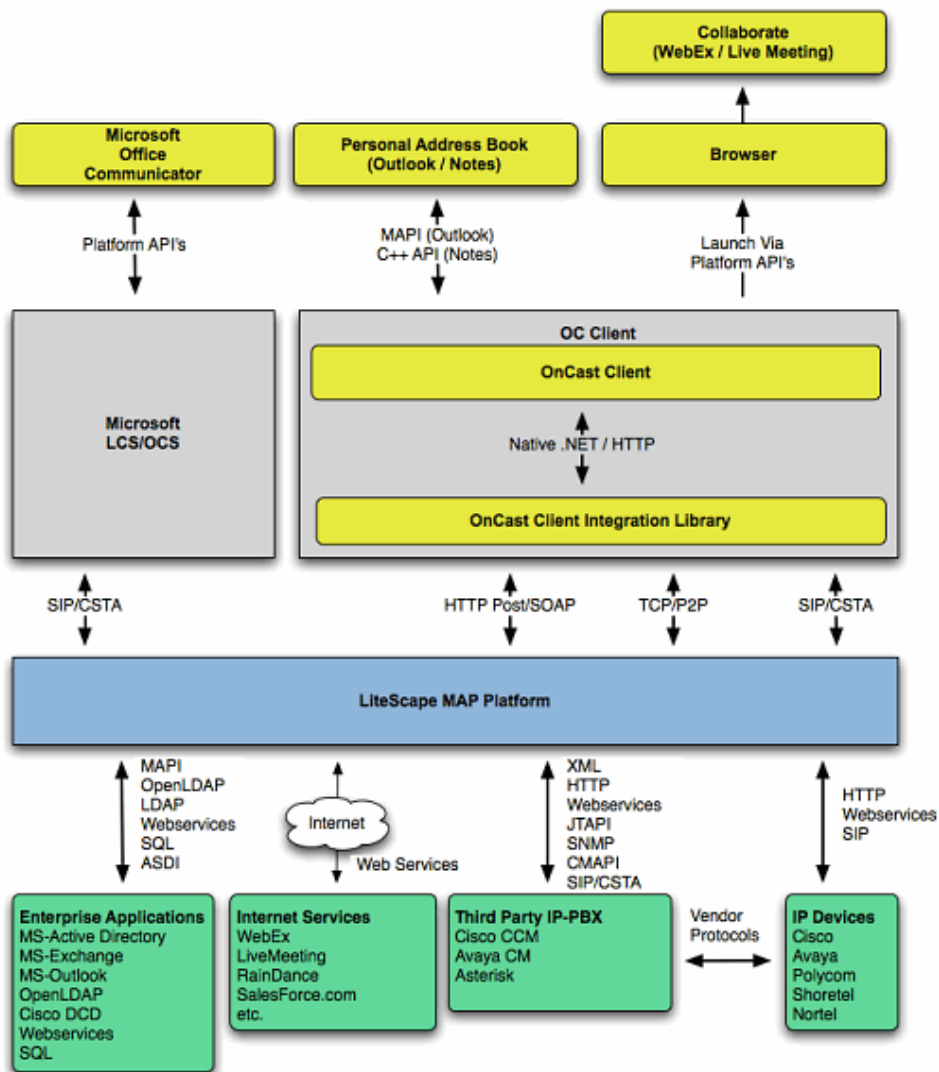 Collaborate
(WebEx / Live Meeting)
Microsoft
Office
Communicator
Personal Address Book
(Outlook / Notes)
Browser
Platform API's
MAPI (Outlook)
C++ API (Notes)
Launch Via
Platform API's
Microsoft
LCS/OCS
OC Client
OnCast Client
Native .NET / HTTP
OnCast Client Integration Library
SIP/CSTA
HTTP Post/SOAP
TCP/P2P
SIP/CSTA
LiteScape MAP Platform
MAPI
OpenLDAP
LDAP
Webservices
SQL
ASDI
Internet
Web Services
XML
HTTP
Webservices
JTAPI
SNMP
CMAPI
SIP/CSTA
HTTP
Webservices
SIP
Enterprise Applications
MS-Active Directory
MS-Exchange
MS-Outlook
OpenLDAP
Cisco DCD
Webservices
SQL
Internet Services
WebEx
LiveMeeting
RainDance
SalesForce.com
etc.
Third Party IP-PBX
Cisco CCM
Avaya CM
Asterisk
Vendor
Protocols
IP Devices
Cisco
Avaya
Polycom
Shoretel
Nortel